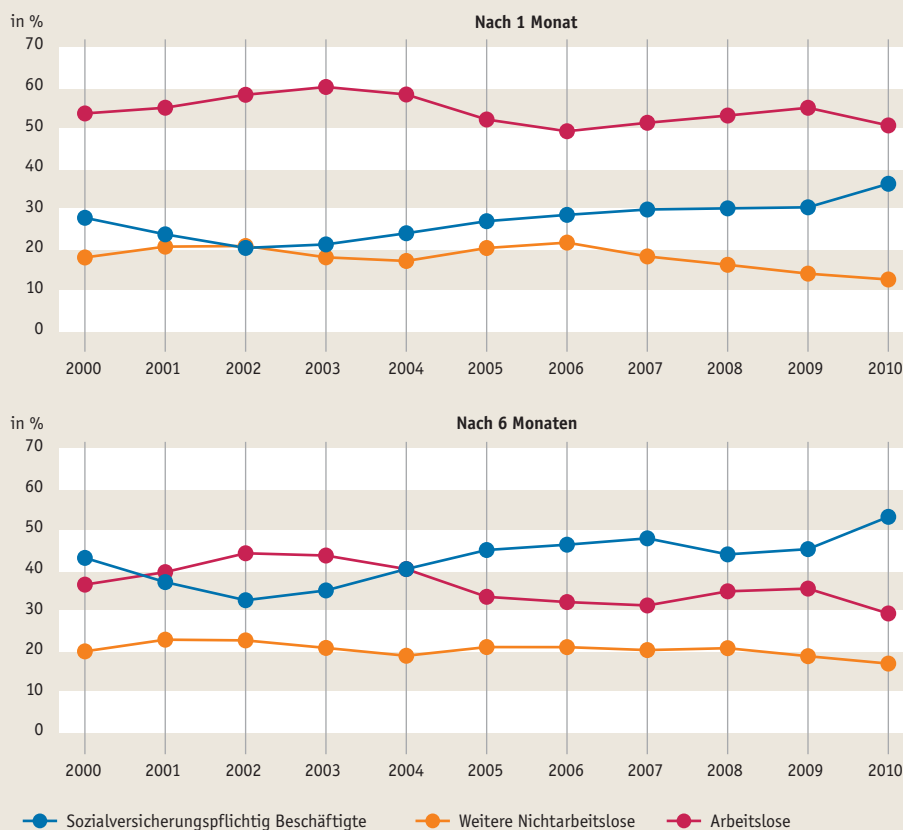 in %
Nach 1 Monat
70
60
50
40
30
20
10
0
2000 2001 2002 2003 2004 2005 2006 2007 2008 2009 2010
in %
Nach 6 Monaten
70
60
50
40
30
20
10
0
2000 2001 2002 2003 2004 2005 2006 2007 2008 2009 2010
Sozialversicherungspflichtig Beschäftigte Weitere Nichtarbeitslose Arbeitslose